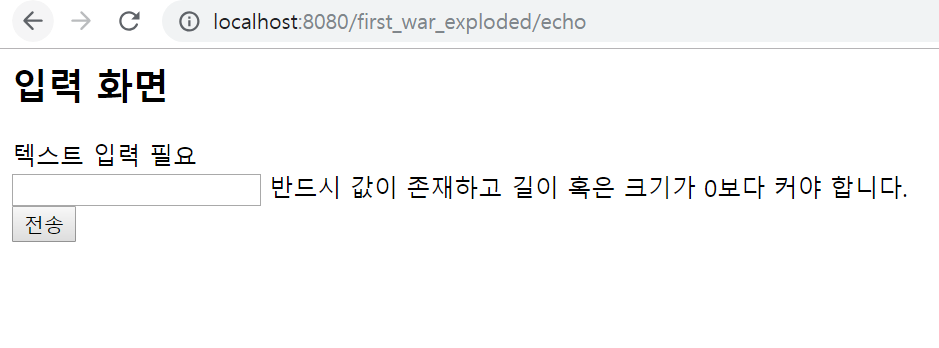 localhost:8080/first_war_exploded/echo
입력 화면
텍스트 입력 필요
반드시 값이 존재하고 길이 혹은 크기가 0보다 커야 합니다.
전송